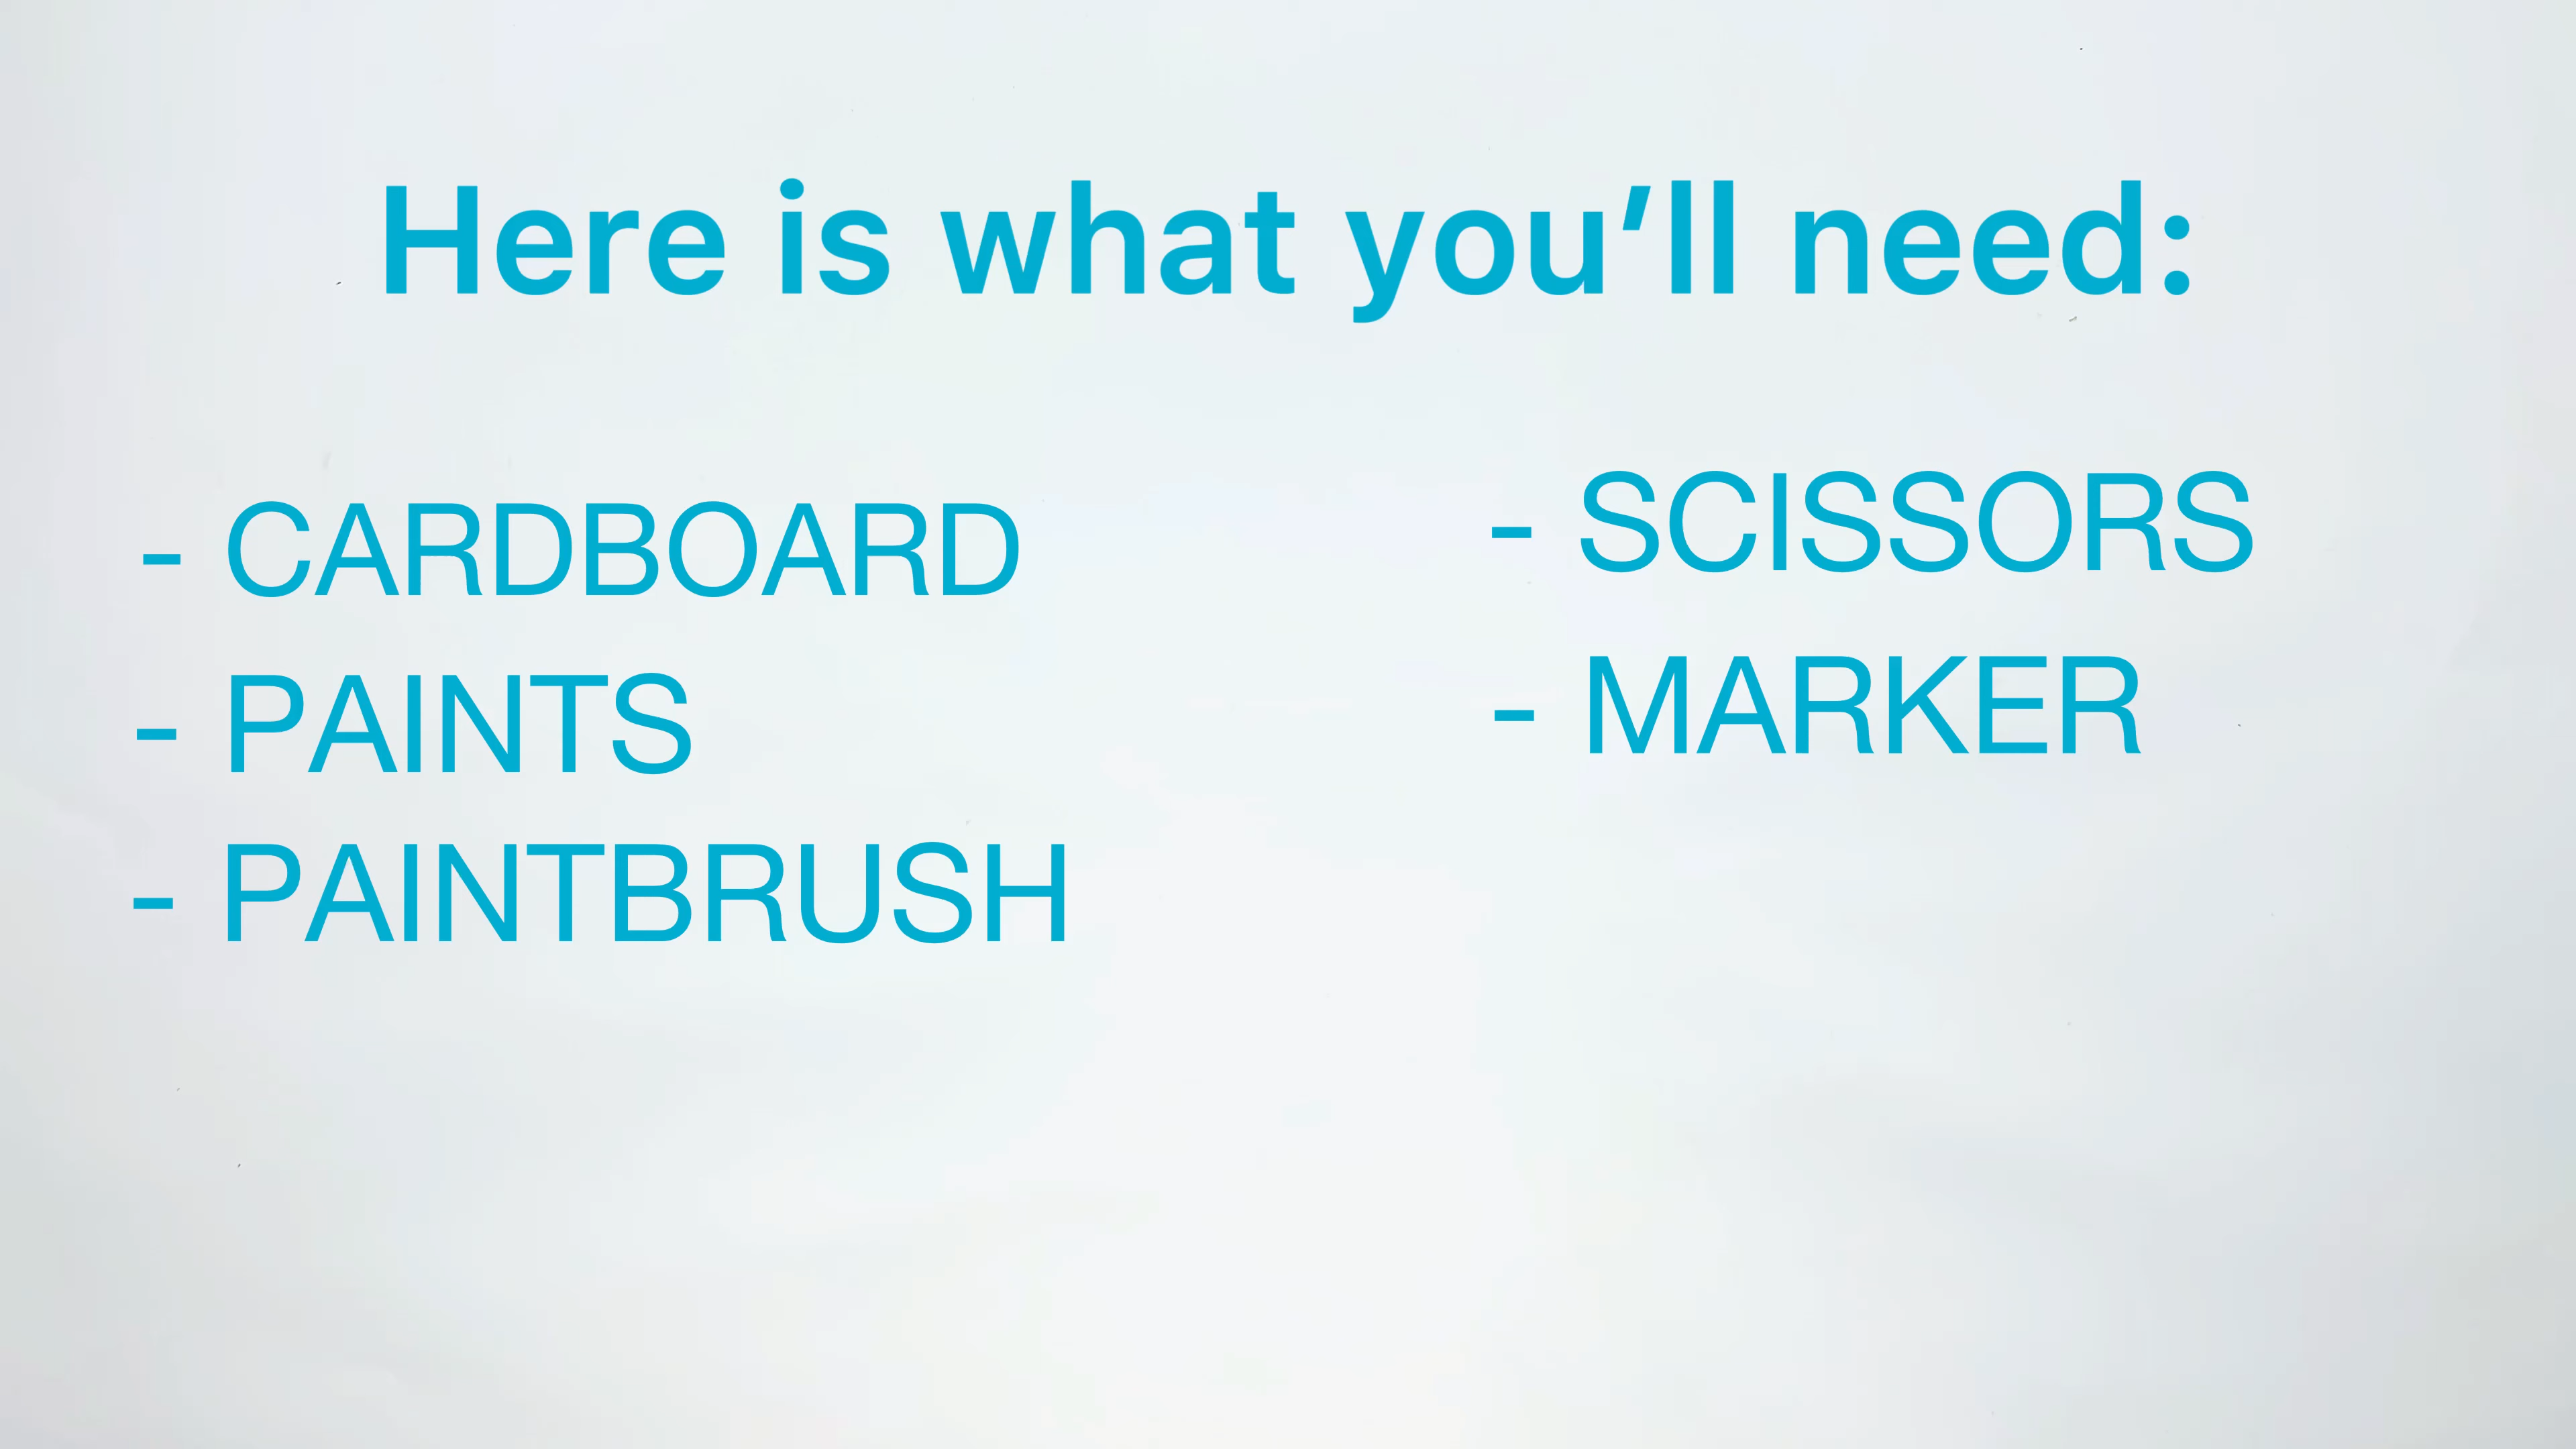 Here is what you’ll need:
- CARDBOARD
- PAINTS
- PAINTBRUSH
- SCISSORS
- MARKER